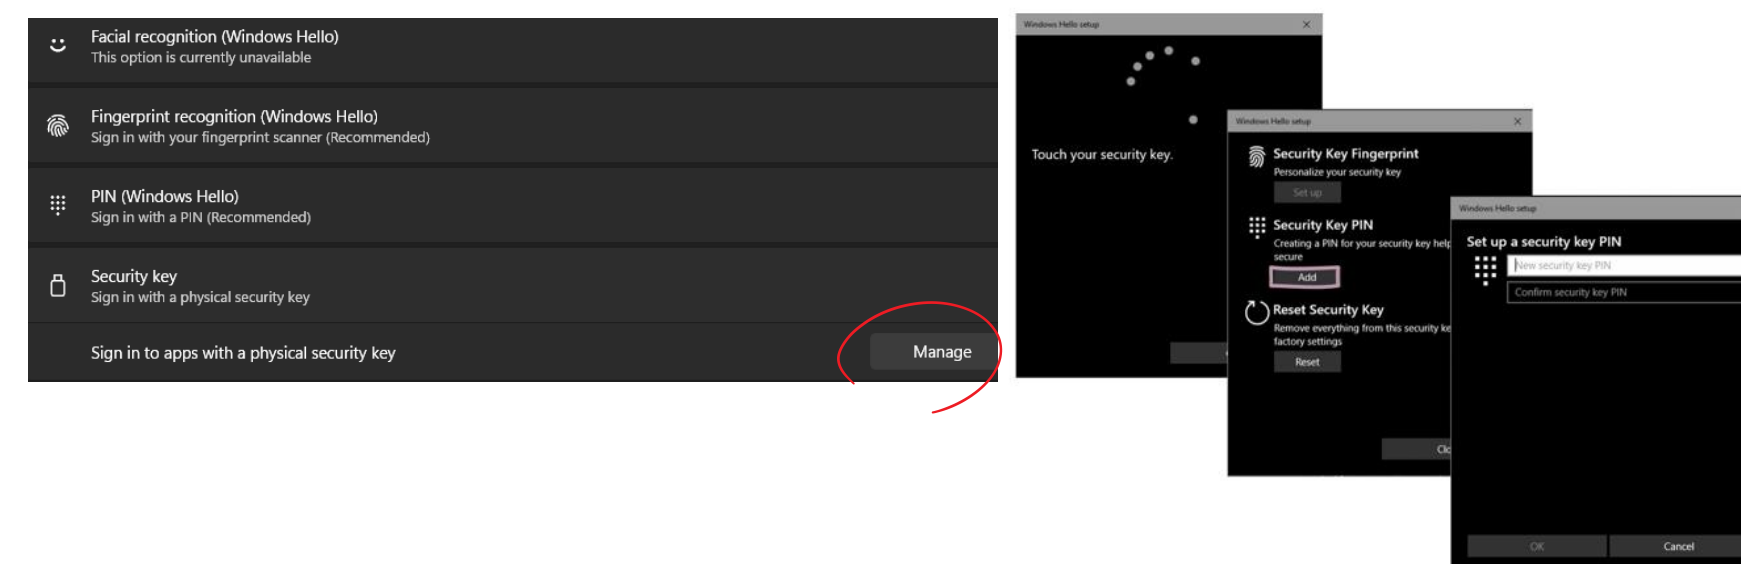 Facial recognition (Windows Hello)
This option is currently unavailable
Fingerprint recognition (Windows Hello)
Sign in with your fingerprint scanner (Recommended)
PIN (Windows Hello)
Sign in with a PIN (Recommended)
Security key
Sign in with a physical security key
Sign in to apps with a physical security key
Manage
Windows Hello setup
Touch your security key.
Windows Hello setup
Security Key Fingerprint
Personalize your security key
Set up
Security Key PIN
Creating a PIN for your security key help
secure
Add
Reset Security Key
Remove everything from this security ke
factory settings
Reset
Windows Hello setup
Set up a security key PIN
New security key PIN
Confirm security key PIN
OK
Cancel